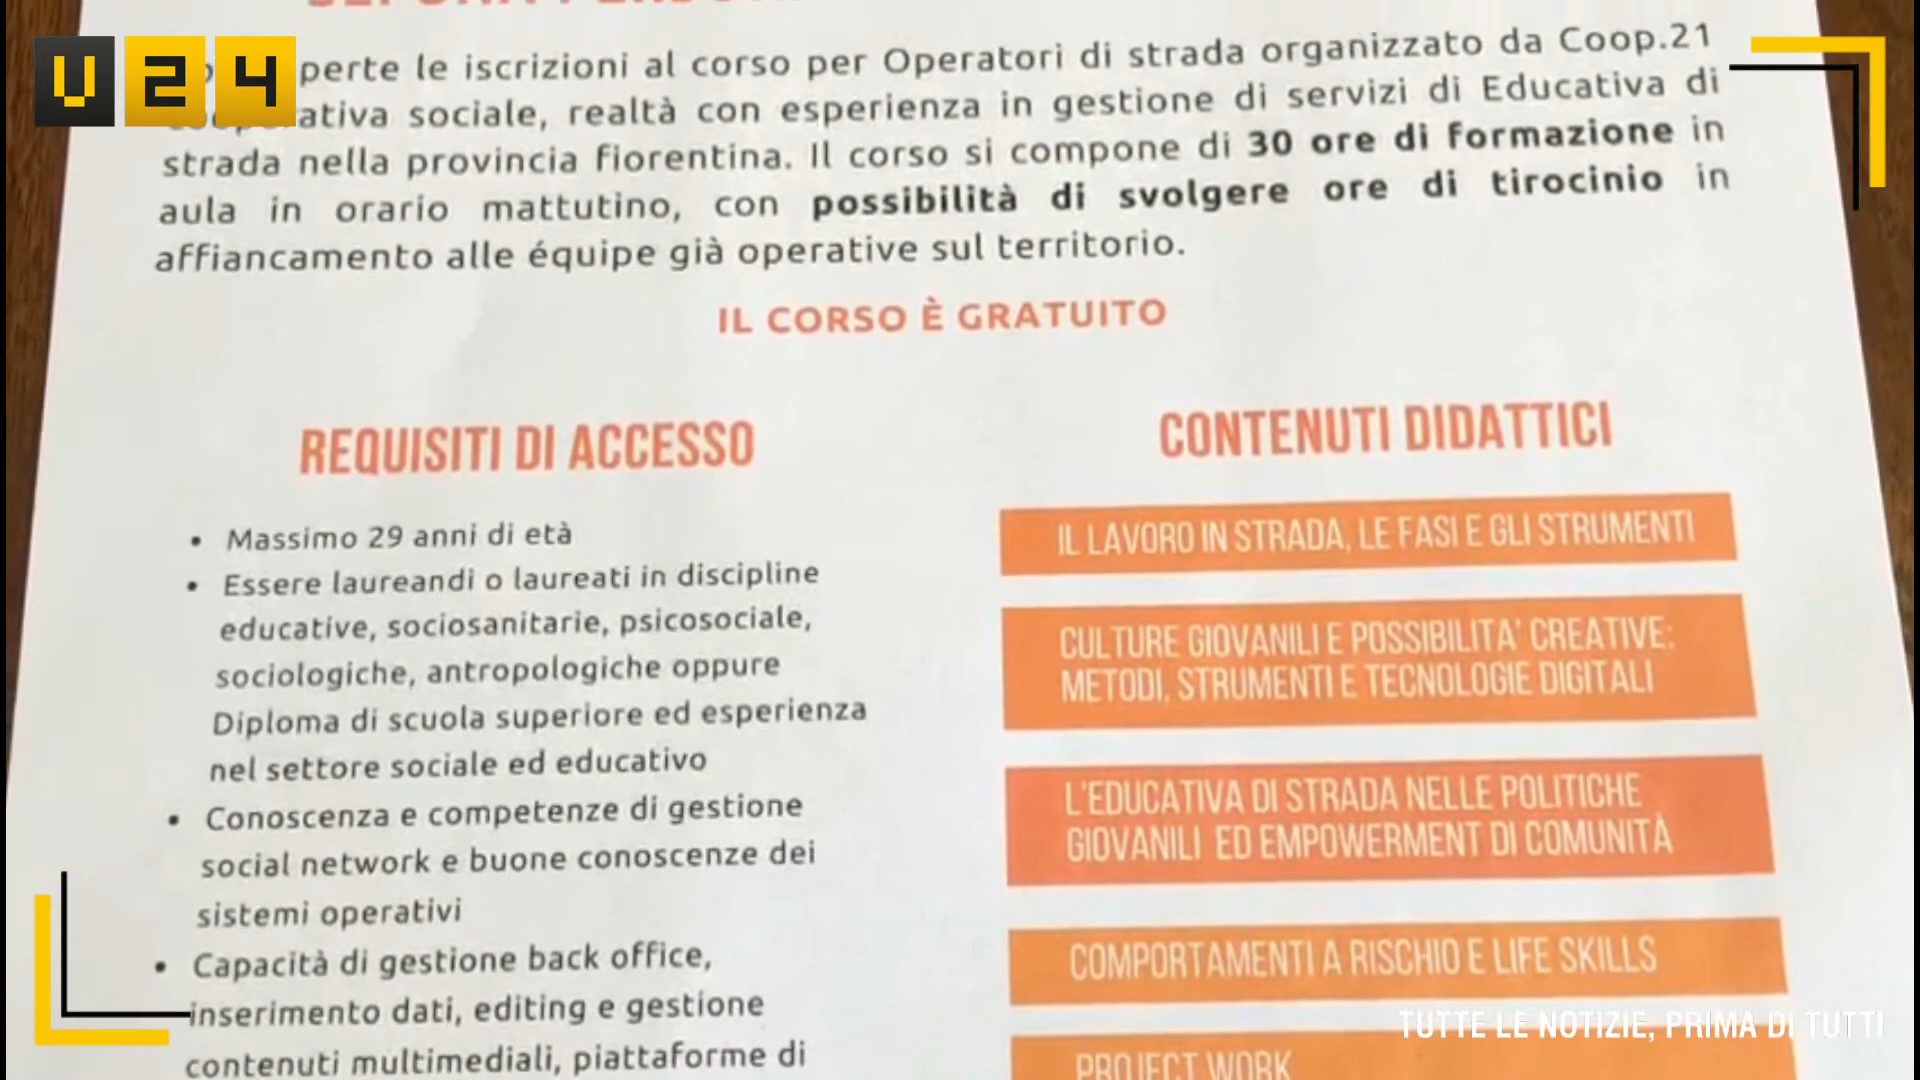 V24
perte le iscrizioni al corso per Operatori di strada organizzato da Coop.21
ativa sociale, realtà con esperienza in gestione di servizi di Educativa di
strada nella provincia fiorentina. Il corso si compone di 30 ore di formazione in
aula in orario mattutino, con possibilità di svolgere ore di tirocinio in
affiancamento alle équipe già operative sul territorio.
IL CORSO È GRATUITO
REQUISITI DI ACCESSO
• Massimo 29 anni di età
• Essere laureandi o laureati in discipline
educative, sociosanitarie, psicosociale,
sociologiche, antropologiche oppure
Diploma di scuola superiore ed esperienza
nel settore sociale ed educativo
• Conoscenza e competenze di gestione
social network e buone conoscenze dei
sistemi operativi
• Capacità di gestione back office,
inserimento dati, editing e gestione
contenuti multimediali, piattaforme di
CONTENUTI DIDATTICI
IL LAVORO IN STRADA, LE FASI E GLI STRUMENTI
CULTURE GIOVANILI E POSSIBILITA' CREATIVE:
METODI, STRUMENTI E TECNOLOGIE DIGITALI
L'EDUCATIVA DI STRADA NELLE POLITICHE
GIOVANILI ED EMPOWERMENT DI COMUNITÀ
COMPORTAMENTI A RISCHIO E LIFE SKILLS
PROJECT WORK
TUTTE LE NOTIZIE, PRIMA DI TUTTI